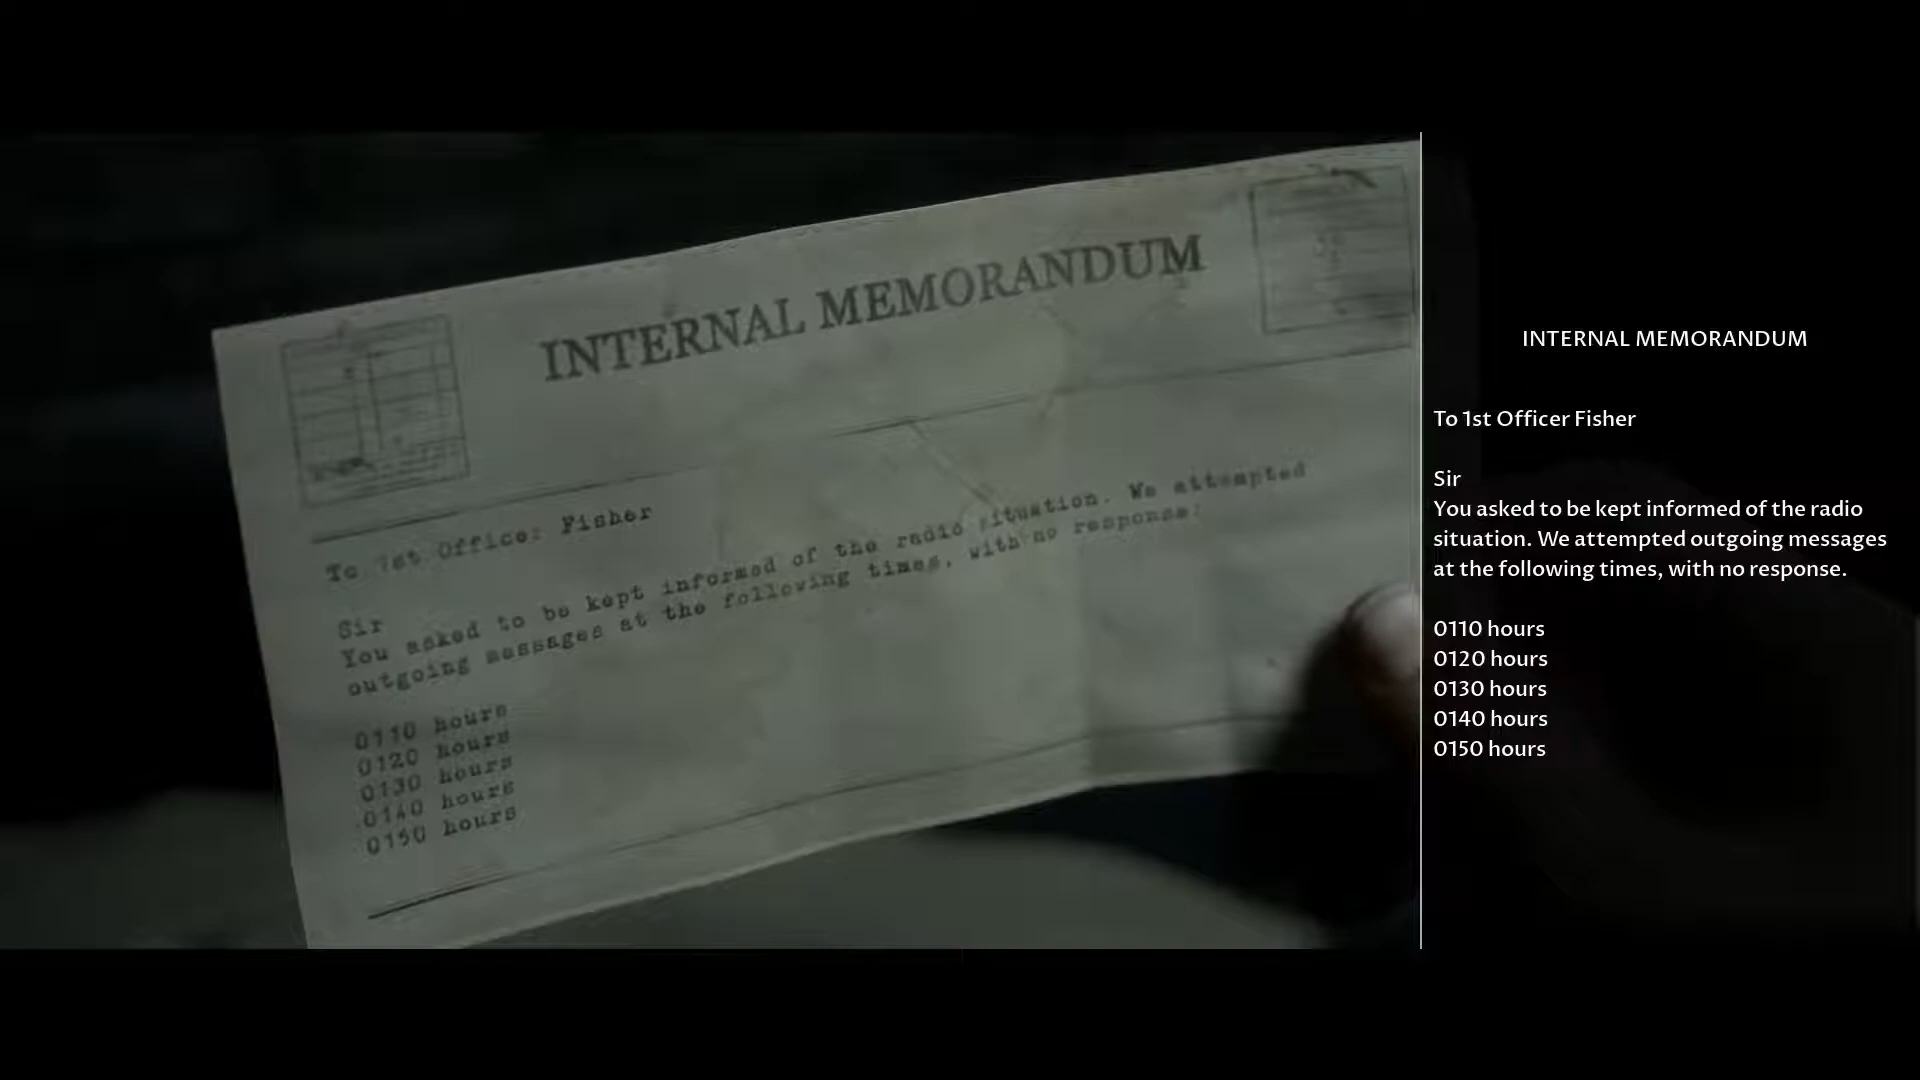 INTERNAL MEMORANDUM
To 1st Officer Fisher
Sir
You asked to be kept informed of the radio situation. We attempted
outgoing messages at the following times, with no response:
0110 hours
0120 hours
0130 hours
0140 hours
0150 hours
INTERNAL MEMORANDUM
To 1st Officer Fisher
Sir
You asked to be kept informed of the radio
situation. We attempted outgoing messages
at the following times, with no response.
0110 hours
0120 hours
0130 hours
0140 hours
0150 hours